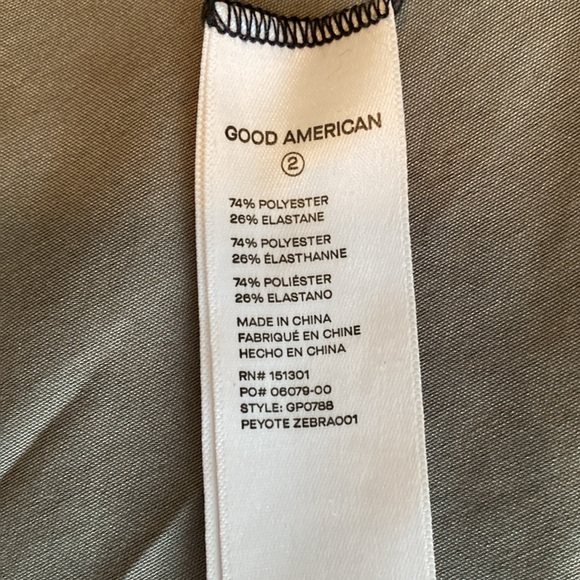 GOOD AMERICAN
2
74% POLYESTER
26% ELASTANE
74% POLYESTER
26% ÉLASTHANNE
74% POLIÉSTER
26% ELASTANO
MADE IN CHINA
FABRIQUÉ EN CHINE
HECHO EN CHINA
RN# 151301
PO# 06079-00
STYLE: GP0788
PEYOTE ZEBRA001